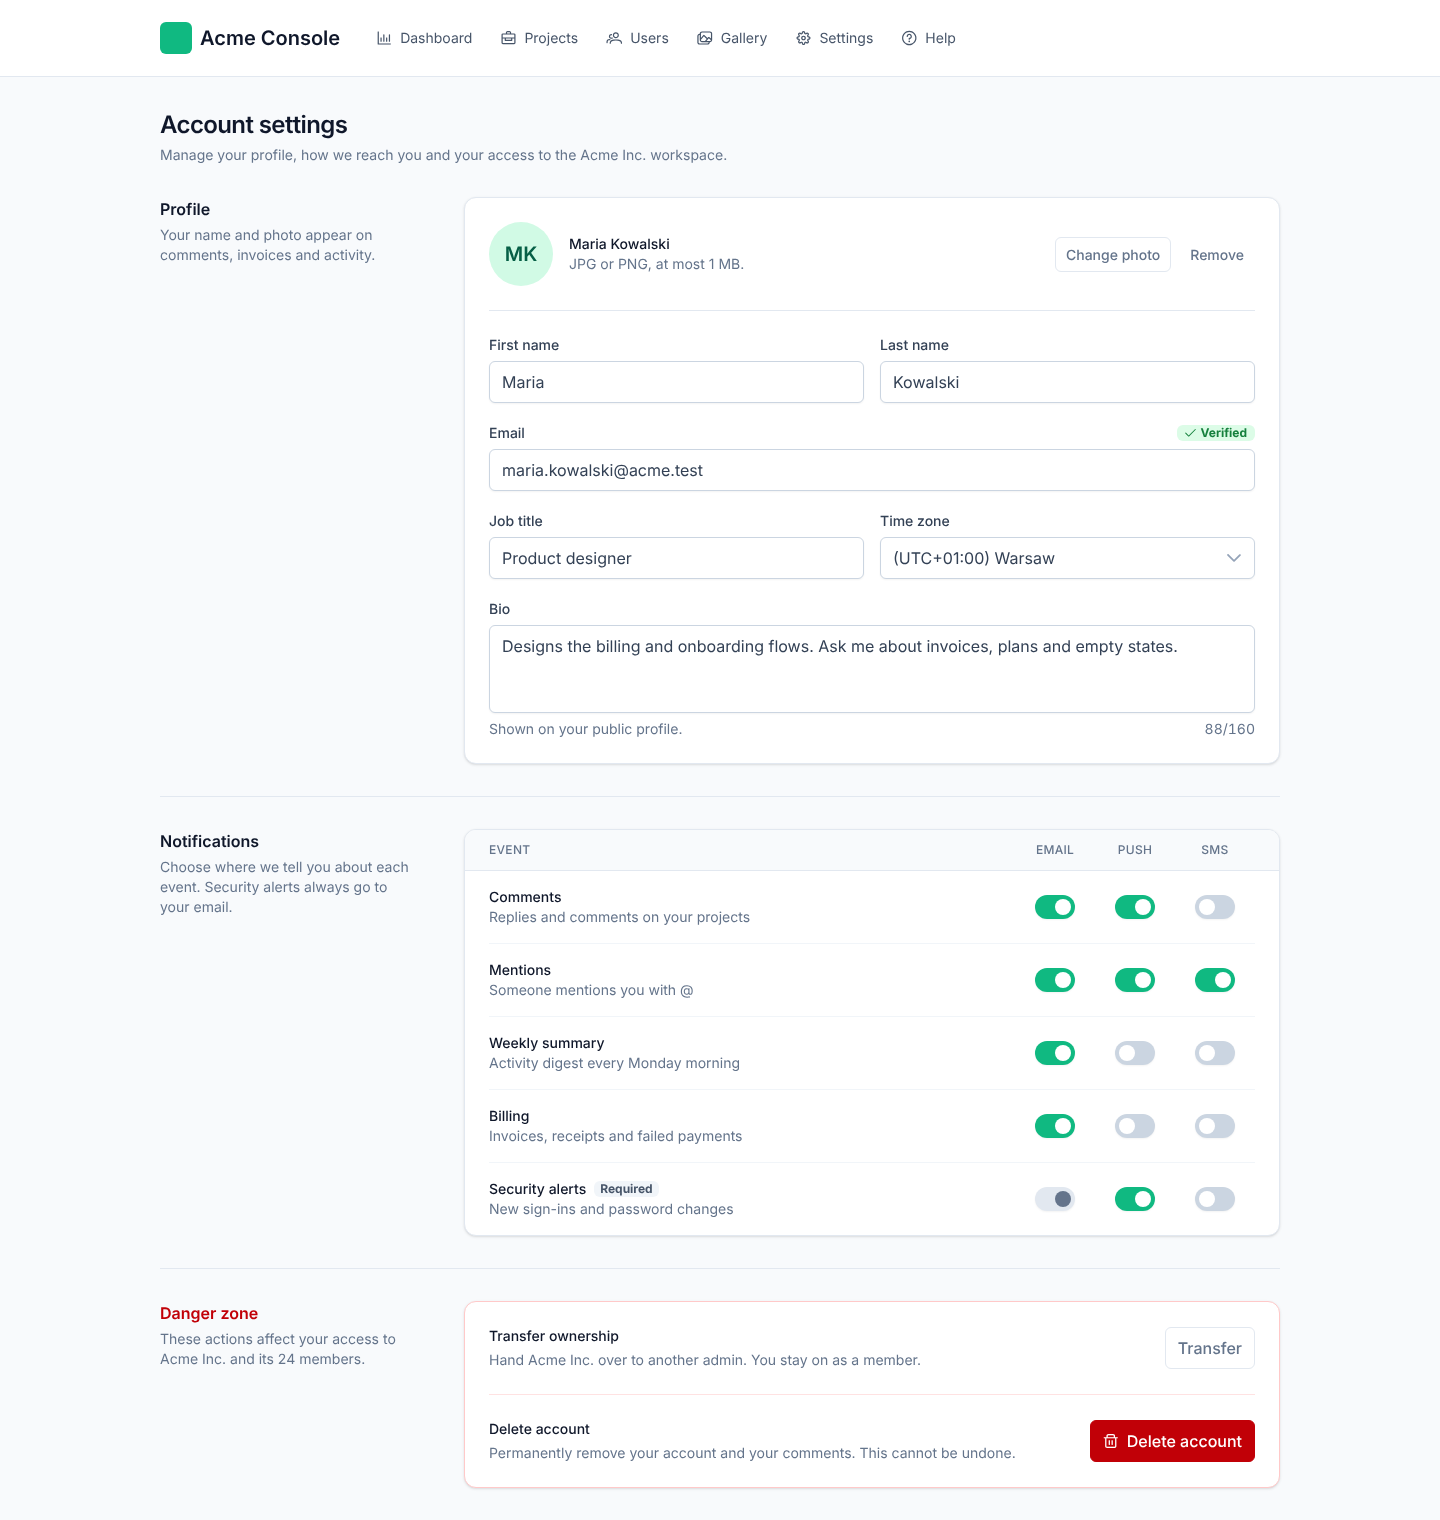 Acme Console
Dashboard
Projects
Users
Gallery
Settings
Help
Account settings
Manage your profile, how we reach you and your access to the Acme Inc. workspace.
Profile
Your name and photo appear on
comments, invoices and activity.
MK
Maria Kowalski
JPG or PNG, at most 1 MB.
Change photo
Remove
First name
Last name
Maria
Kowalski
Email
Verified
maria.kowalski@acme.test
Job title
Time zone
Product designer
(UTC+01:00) Warsaw
Bio
Designs the billing and onboarding flows. Ask me about invoices, plans and empty states.
Shown on your public profile.
88/160
Notifications
Choose where we tell you about each
event. Security alerts always go to
your email.
EVENT
EMAIL
PUSH
SMS
Comments
Replies and comments on your projects
Mentions
Someone mentions you with @
Weekly summary
Activity digest every Monday morning
Billing
Invoices, receipts and failed payments
Security alerts
Required
New sign-ins and password changes
Danger zone
These actions affect your access to
Acme Inc. and its 24 members.
Transfer ownership
Hand Acme Inc. over to another admin. You stay on as a member.
Transfer
Delete account
Permanently remove your account and your comments. This cannot be undone.
Delete account